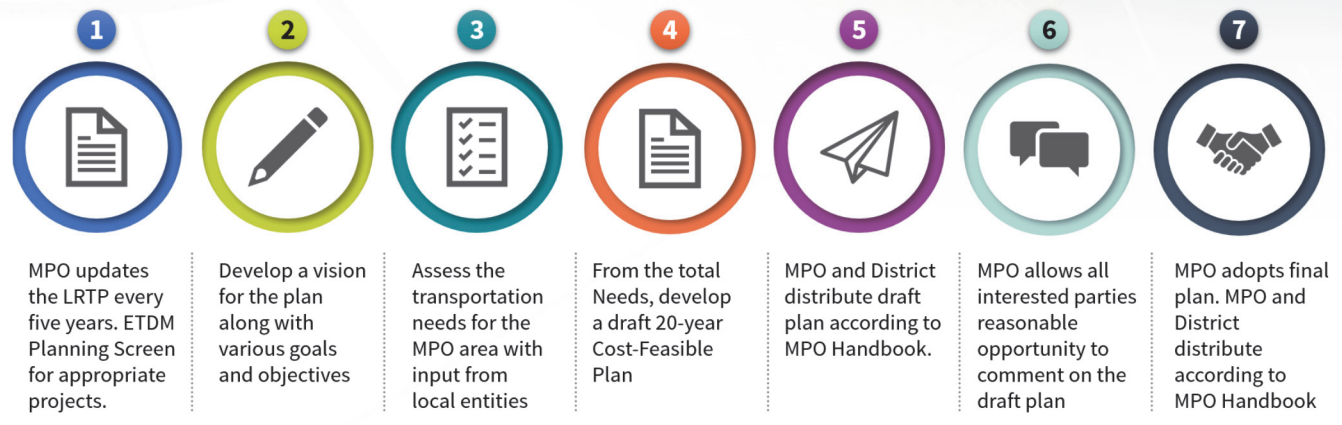 1
MPO updates
the LRTP every
five years. ETDM
Planning Screen
for appropriate
projects.
2
Develop a vision
for the plan
along with
various goals
and objectives
3
Assess the
transportation
needs for the
MPO area with
input from
local entities
4
From the total
Needs, develop
a draft 20-year
Cost-Feasible
Plan
5
MPO and District
distribute draft
plan according to
MPO Handbook.
6
MPO allows all
interested parties
reasonable
opportunity to
comment on the
draft plan
7
MPO adopts final
plan. MPO and
District
distribute
according to
MPO Handbook